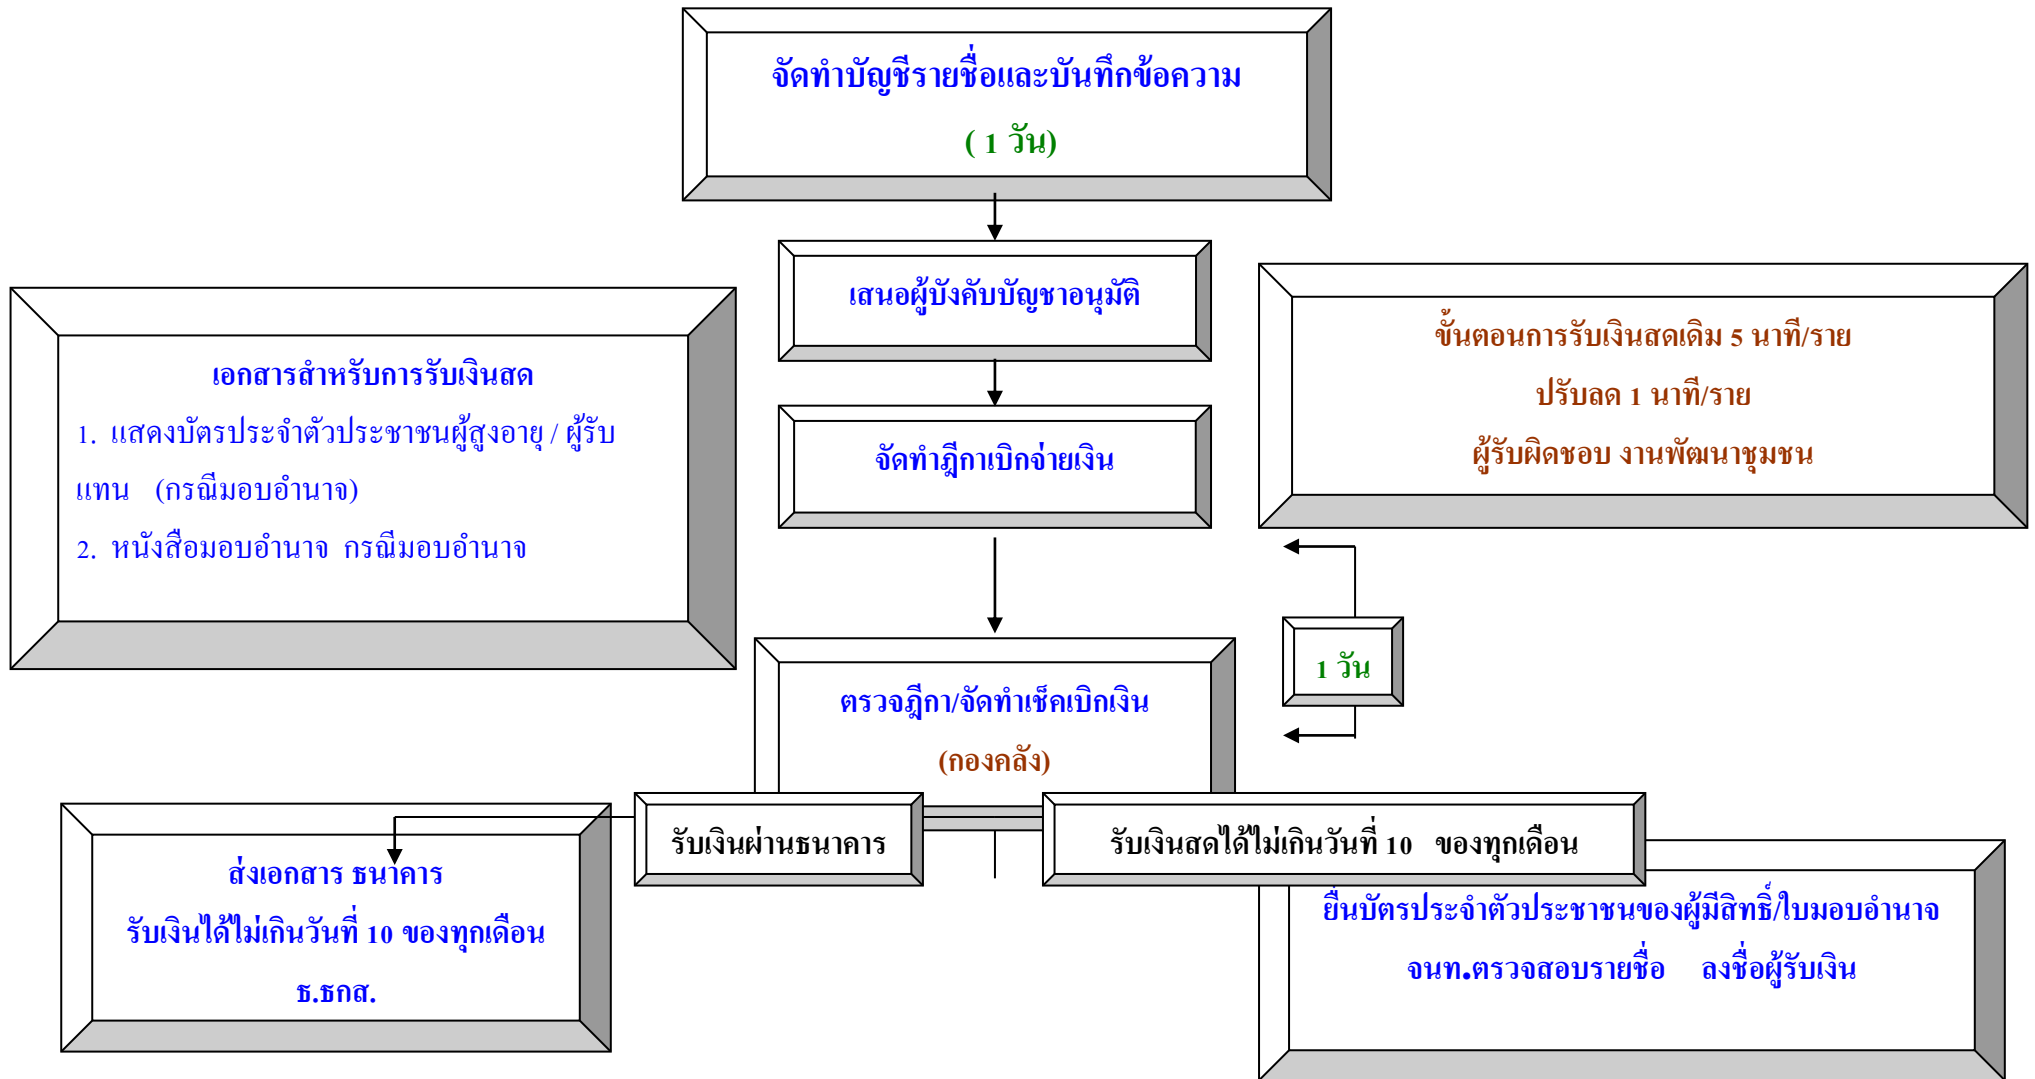 จัดทำบัญชีรายชื่อและบันทึกข้อความ
( 1 วัน)
เสนอผู้บังคับบัญชาอนุมัติ
เอกสารสำหรับการรับเงินสด
1. แสดงบัตรประจำตัวประชาชนผู้สูงอายุ / ผู้รับ
แทน (กรณีมอบอำนาจ)
2. หนังสือมอบอำนาจ กรณีมอบอำนาจ
จัดทำฎีกาเบิกจ่ายเงิน
ขั้นตอนการรับเงินสดเดิม 5 นาที/ราย
ปรับลด 1 นาที/ราย
ผู้รับผิดชอบ งานพัฒนาชุมชน
1 วัน
ตรวจฎีกา/จัดทำเช็คเบิกเงิน
(กองคลัง)
รับเงินผ่านธนาคาร
รับเงินสดได้ไม่เกินวันที่ 10 ของทุกเดือน
ส่งเอกสาร ธนาคาร
รับเงินได้ไม่เกินวันที่ 10 ของทุกเดือน
ธ.ธกส.
ยื่นบัตรประจำตัวประชาชนของผู้มีสิทธิ์/ใบมอบอำนาจ
จนท.ตรวจสอบรายชื่อ ลงชื่อผู้รับเงิน